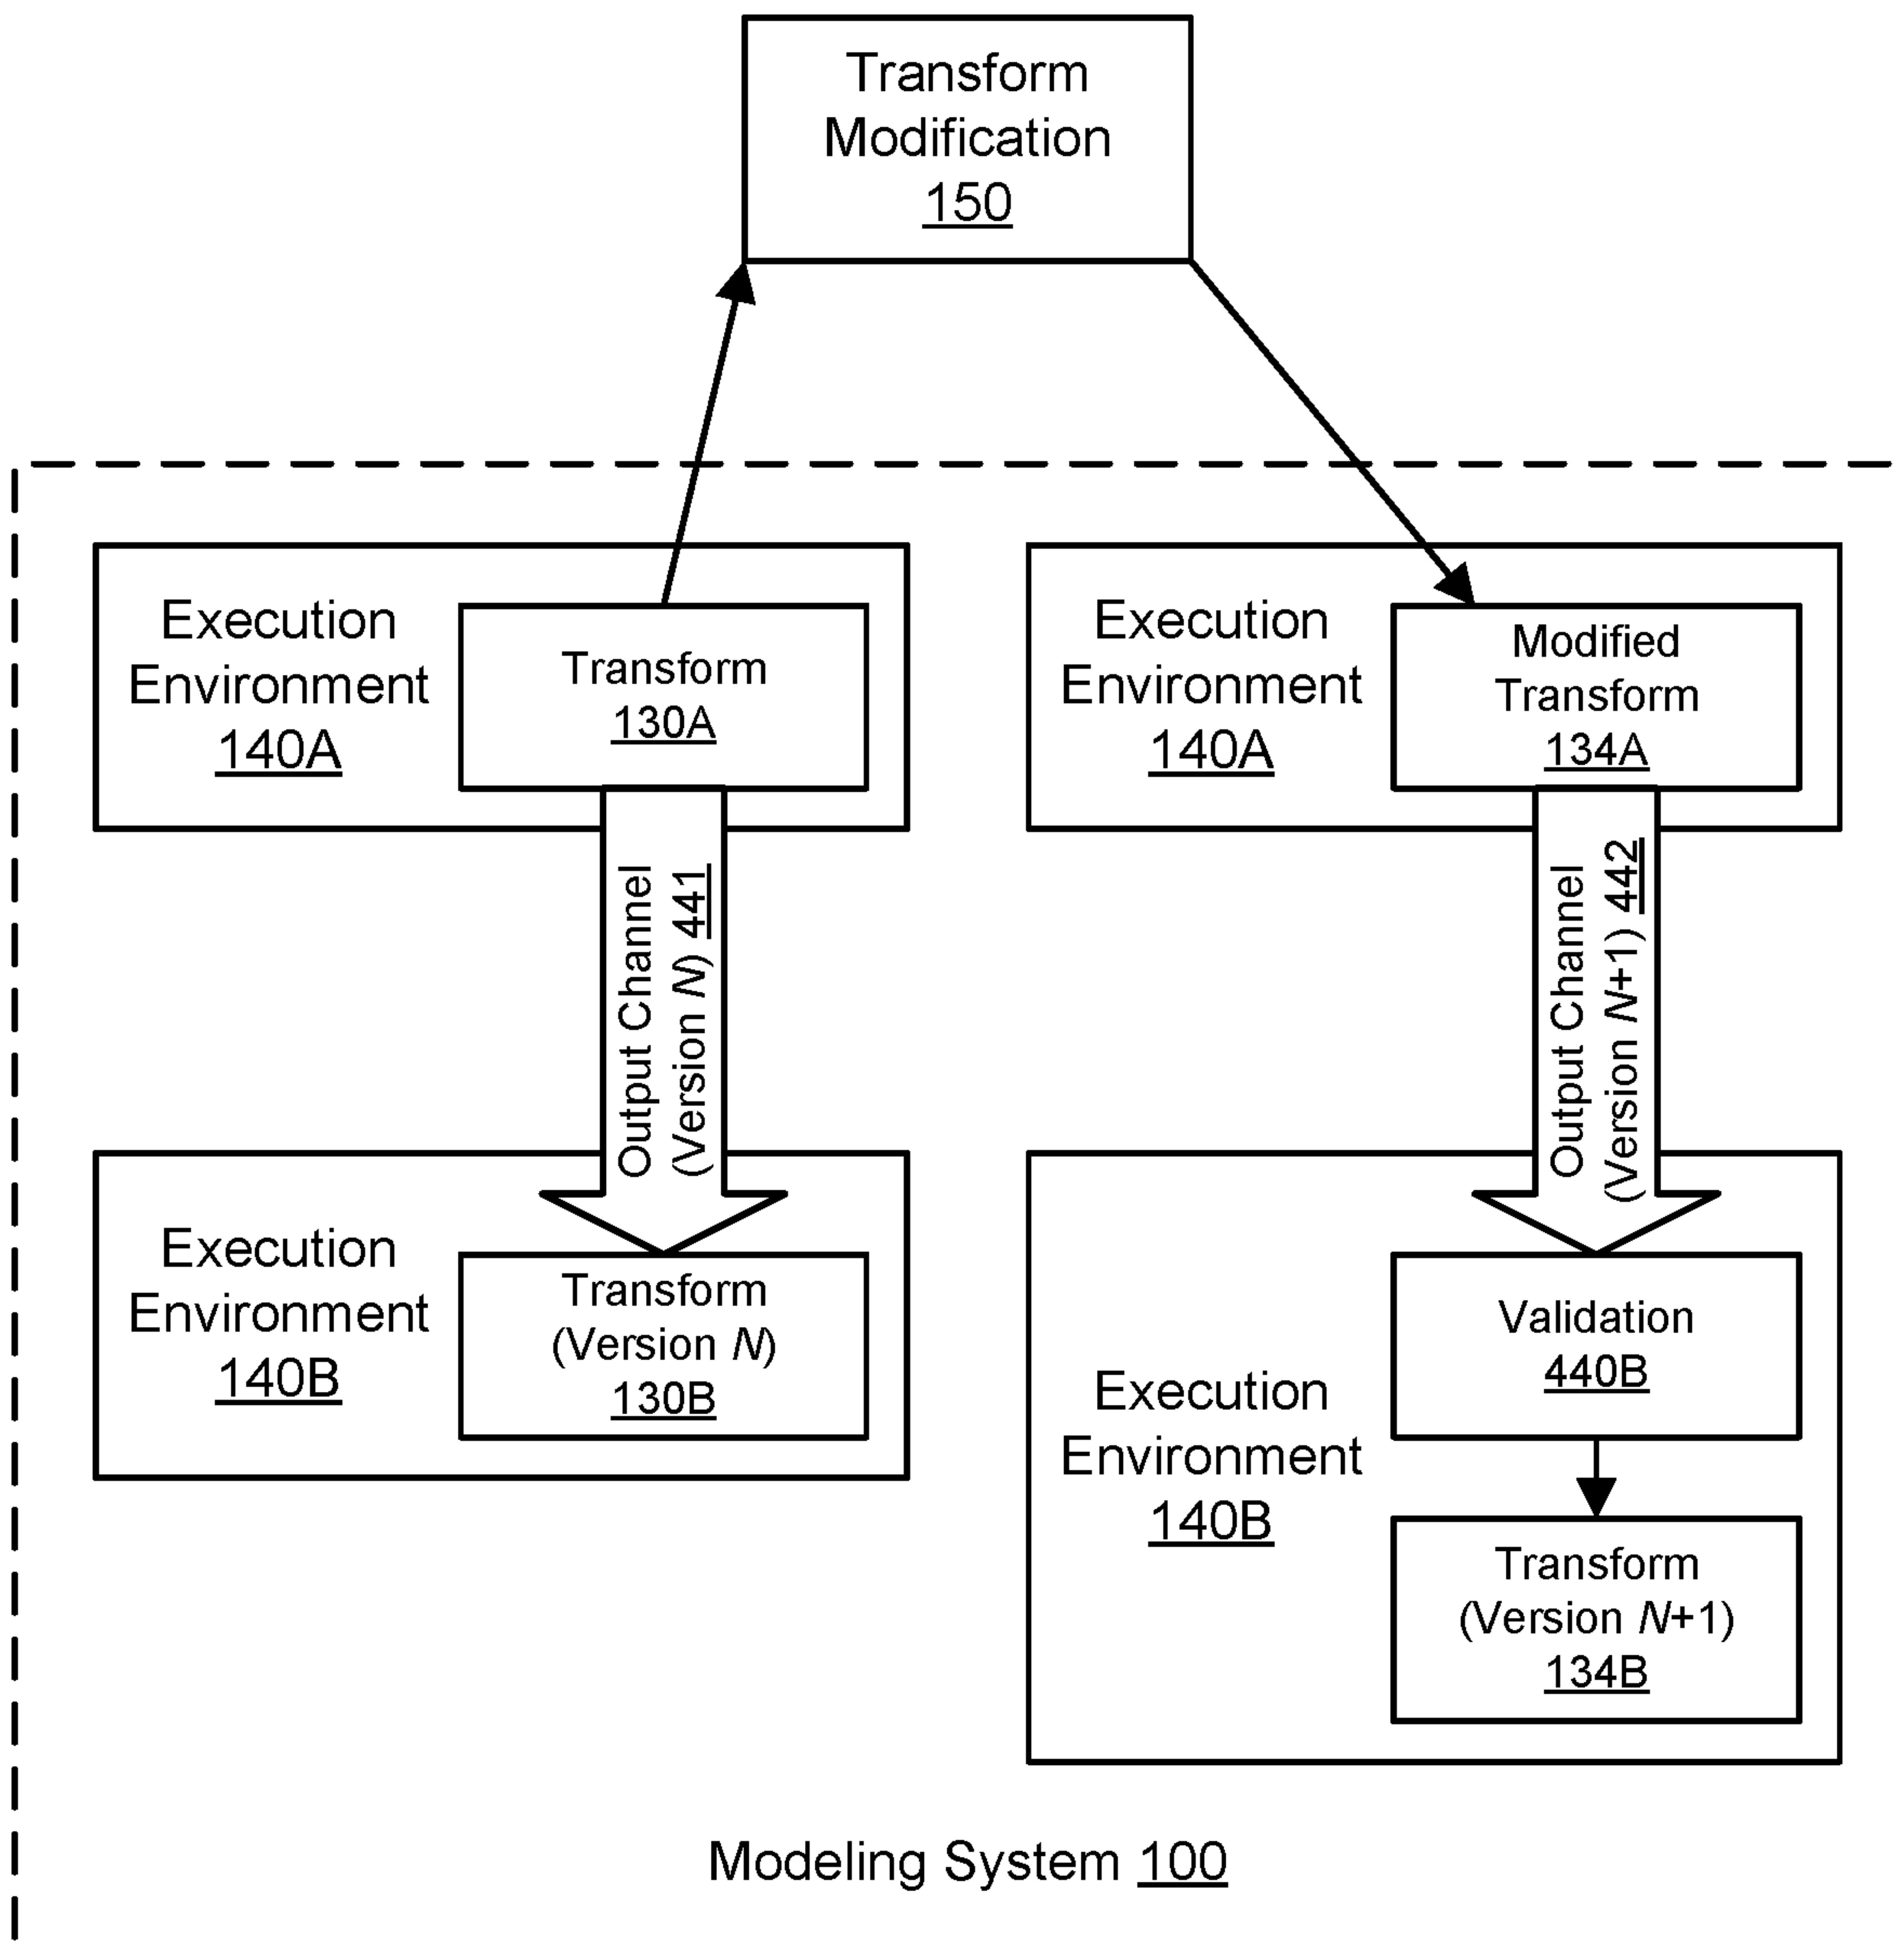 Transform
Modification
150
Execution
Environment
140A
Transform
130A
Execution
Environment
140A
Modified
Transform
134A
Output Channel
(Version N) 441
Output Channel
(Version N+1) 442
Execution
Environment
140B
Transform
(Version N)
130B
Execution
Environment
140B
Validation
440B
Transform
(Version N+1)
134B
Modeling System 100